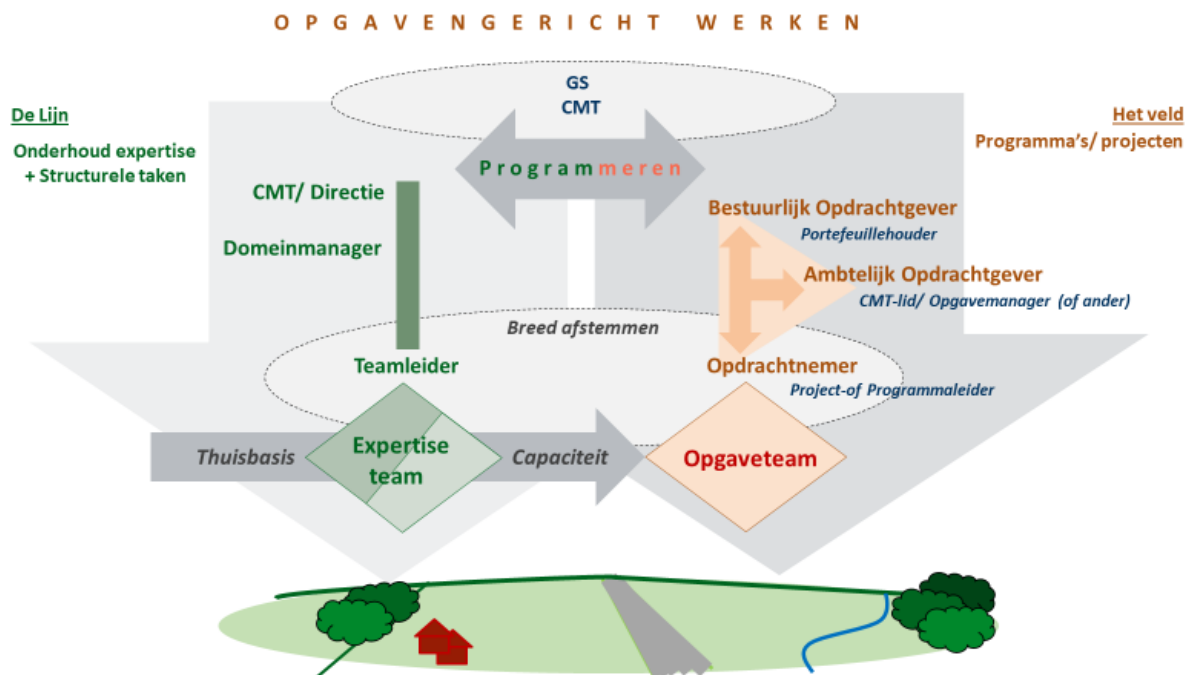 OPGAVENGERICHT WERKEN
GS
CMT
De Lijn
Onderhoud expertise
+ Structurele taken
Het veld
Programma's/ projecten
Programmeren
CMT/ Directie
Domeinmanager
Bestuurlijk Opdrachtgever
Portefeuillehouder
Ambtelijk Opdrachtgever
CMT-lid/ Opgavemanager (of ander)
Breed afstemmen
Teamleider
Opdrachtnemer
Project-of Programmaleider
Thuisbasis
Expertise
team
Capaciteit
Opgaveteam